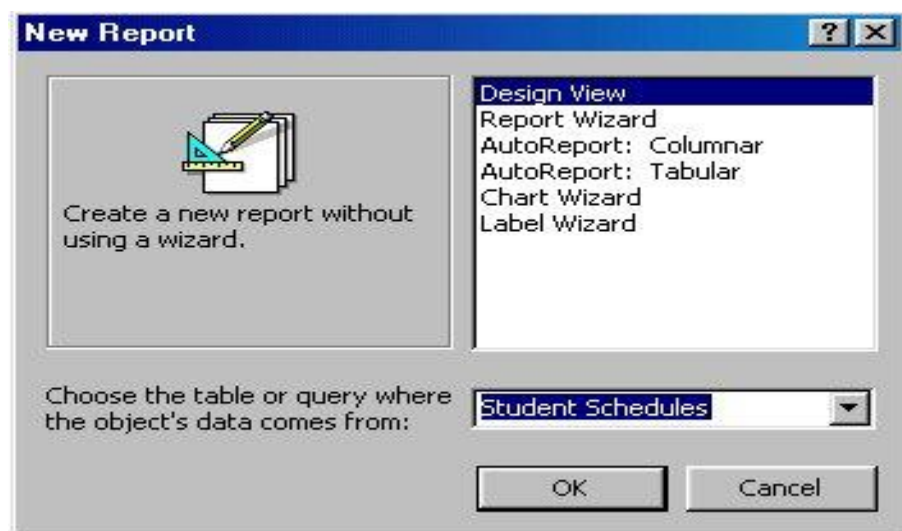 New Report
Create a new report without
using a wizard.
Design View
Report Wizard
AutoReport: Columnar
AutoReport: Tabular
Chart Wizard
Label Wizard
Choose the table or query where
the object's data comes from:
Student Schedules
OK
Cancel